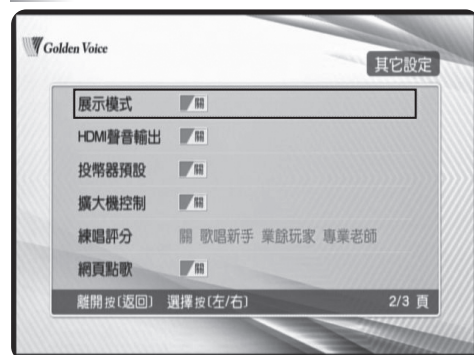 Golden Voice
其它設定
展示模式 關
HDMI聲音輸出 關
投幣器預設 關
擴大機控制 關
練唱評分 關 歌唱新手 業餘玩家 專業老師
網頁點歌 關
離開按(返回) 選擇按(左/右) 2/3 頁